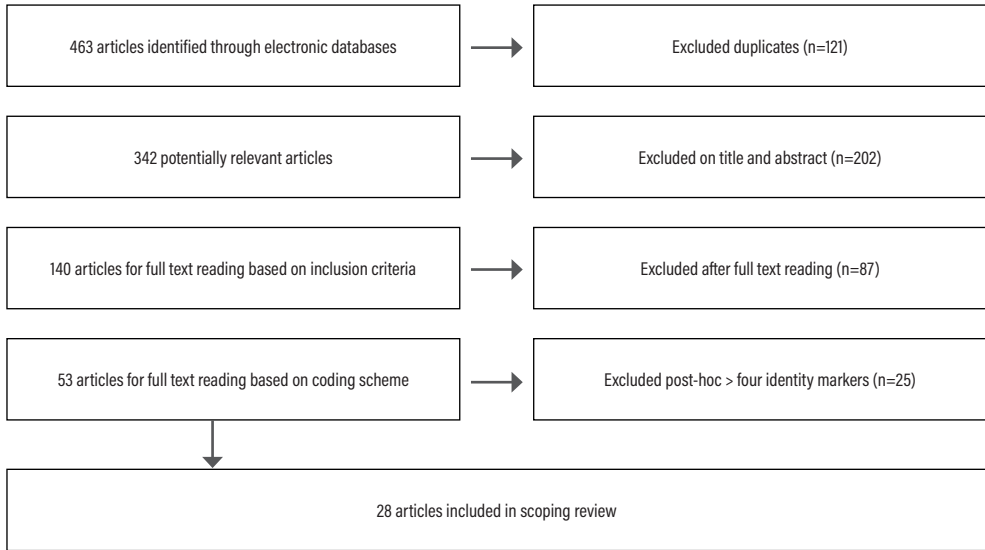 463 articles identified through electronic databases
Excluded duplicates (n=121)
342 potentially relevant articles
Excluded on title and abstract (n=202)
140 articles for full text reading based on inclusion criteria
Excluded after full text reading (n=87)
53 articles for full text reading based on coding scheme
Excluded post-hoc > four identity markers (n=25)
28 articles included in scoping review